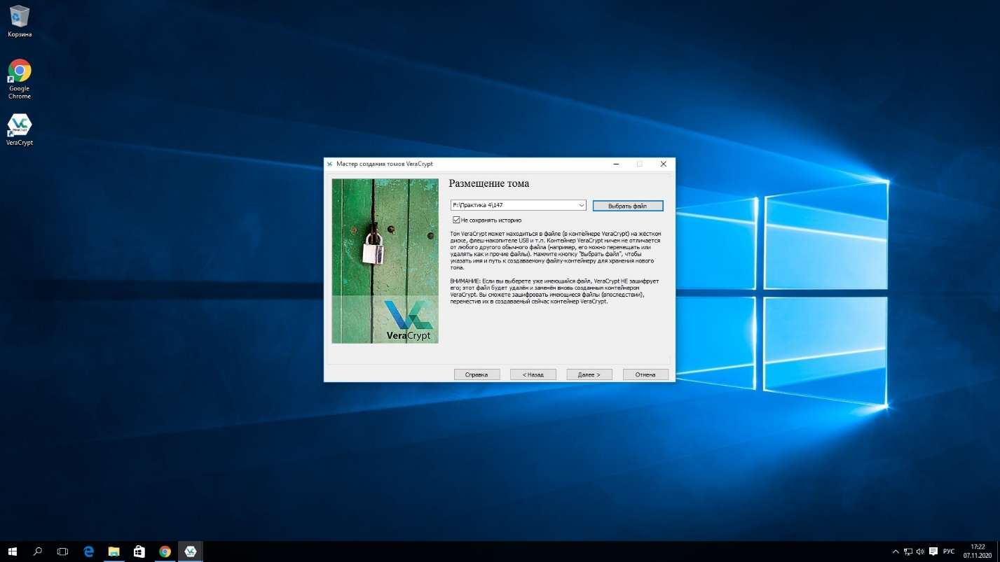 Корзина
Google
Chrome
VeraCrypt
VeraCrypt
Мастер создания томов VeraCrypt
Размещение тома
F:\Практика 4\147
Выбрать файл
Не сохранять историю
Том VeraCrypt может находиться в файле (в контейнере VeraCrypt) на жёстком
диске, флеш-накопителе USB и т.п. Контейнер VeraCrypt ничем не отличается
от любого другого обычного файла (например, его можно перемещать или
удалять как и прочие файлы). Нажмите кнопку "Выбрать файл", чтобы
указать имя и путь к создаваемому файлу-контейнеру для хранения нового
тома.
ВНИМАНИЕ: Если вы выберете уже имеющийся файл, VeraCrypt НЕ зашифрует
его; этот файл будет удалён и заменён вновь созданным контейнером
VeraCrypt. Вы сможете зашифровать имеющиеся файлы (впоследствии),
переместив их в создаваемый сейчас контейнер VeraCrypt.
VeraCrypt
Справка
< Назад
Далее >
Отмена
РУС
17:22
07.11.2020